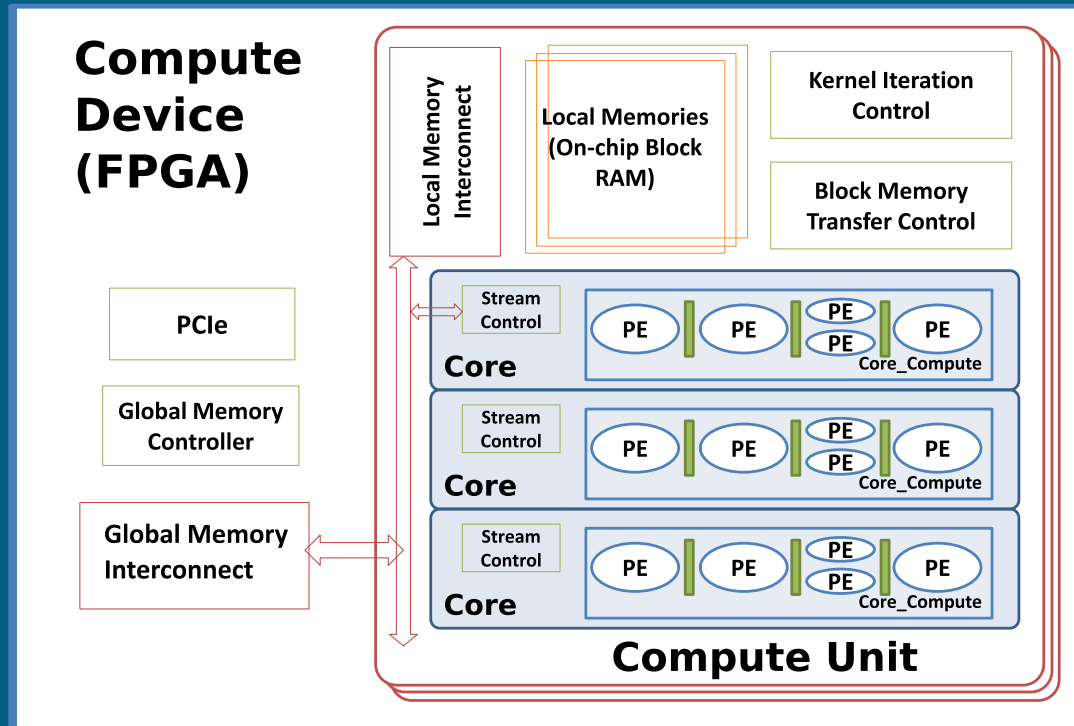 Compute
Device
(FPGA)
PCIe
Global Memory
Controller
Global Memory
Interconnect
Local Memory
Interconnect
Local Memories
(On-chip Block
RAM)
Kernel Iteration
Control
Block Memory
Transfer Control
Stream
Control
Core
PE
PE
PE
PE
PE
Core_Compute
Stream
Control
Core
PE
PE
PE
PE
PE
Core_Compute
Stream
Control
Core
PE
PE
PE
PE
PE
Core_Compute
Compute Unit